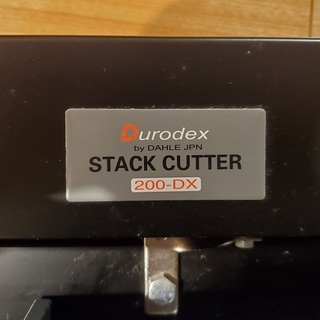 Durodex
by DAHLE JPN
STACK CUTTER
200-DX